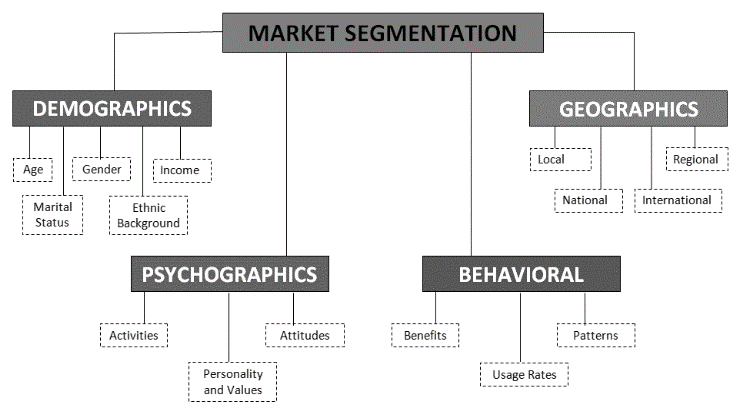 MARKET SEGMENTATION
DEMOGRAPHICS
Age
Marital
Status
Gender
Ethnic
Background
Income
GEOGRAPHICS
Local
National
International
Regional
PSYCHOGRAPHICS
Activities
Personality
and Values
Attitudes
BEHAVIORAL
Benefits
Usage Rates
Patterns